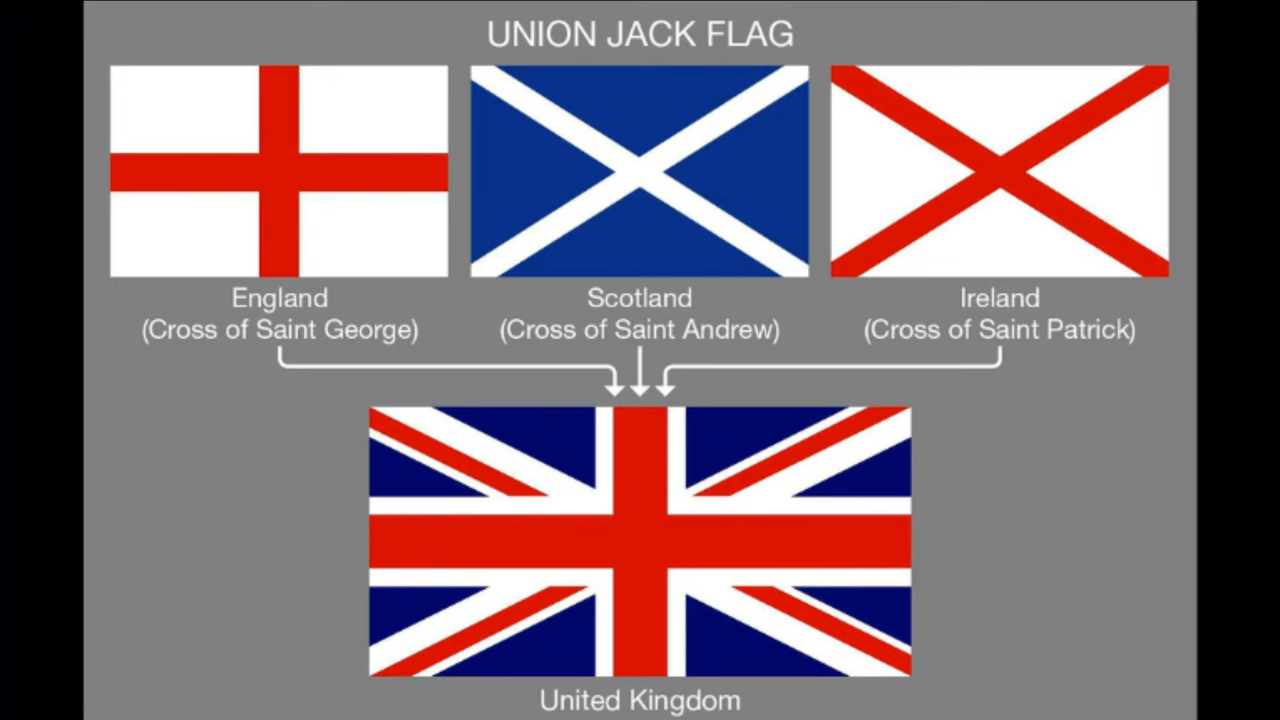 UNION JACK FLAG
England
(Cross of Saint George)
Scotland
(Cross of Saint Andrew)
Ireland
(Cross of Saint Patrick)
United Kingdom